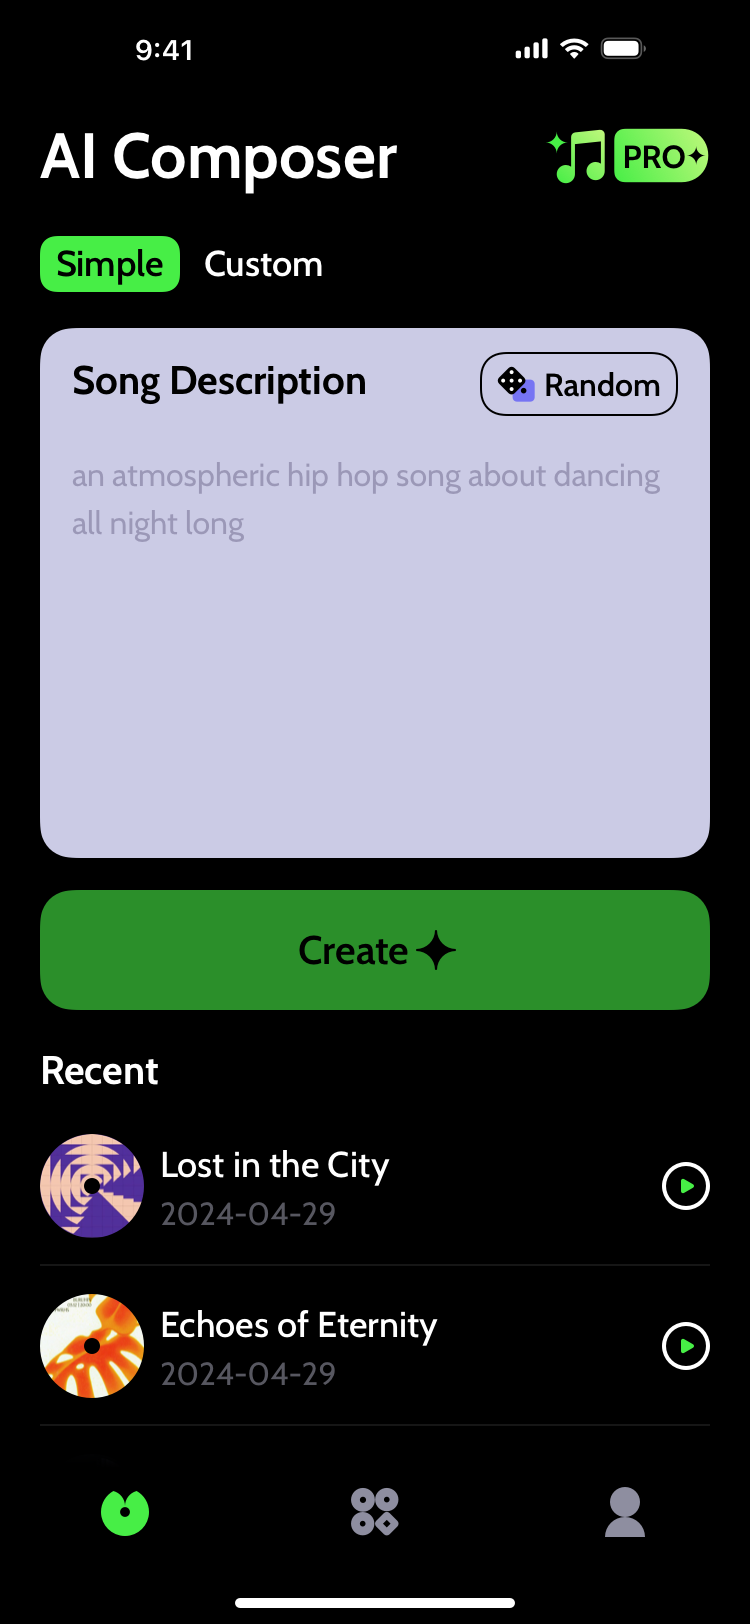 9:41
AI Composer
PRO
Simple Custom
Song Description
Random
an atmospheric hip hop song about dancing
all night long
Create
Recent
Lost in the City
2024-04-29
Echoes of Eternity
2024-04-29